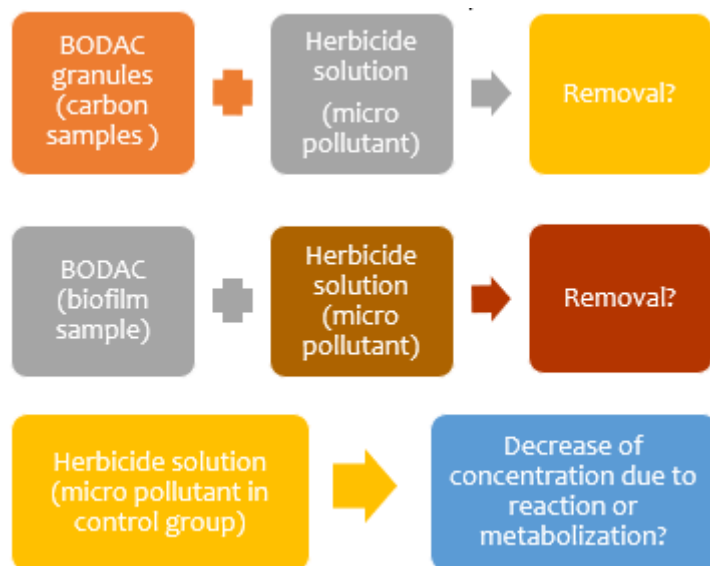 BODAC
granules
(carbon
samples )
Herbicide
solution
(micro
pollutant)
Removal?
BODAC
(biofilm
sample)
Herbicide
solution
(micro
pollutant)
Removal?
Herbicide solution
(micro pollutant in
control group)
Decrease of
concentration due to
reaction or
metabolization?